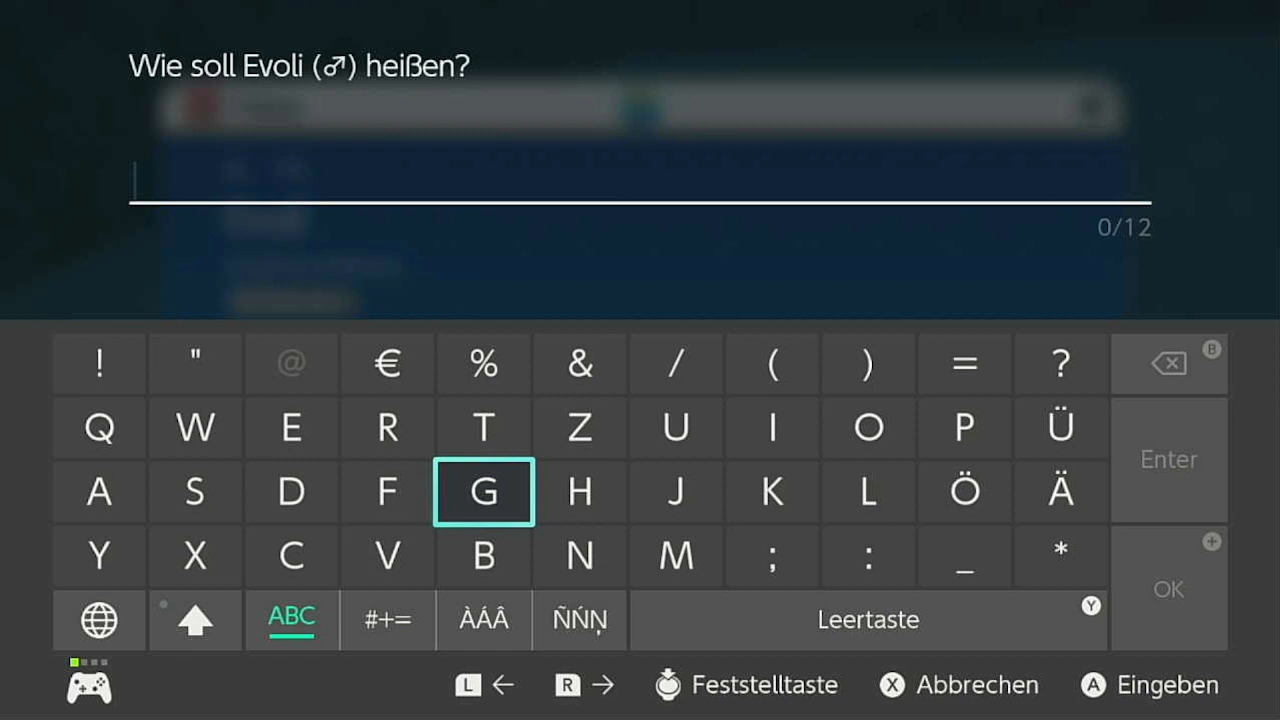 Wie soll Evoli (♂) heißen?
0/12
! " @ € % & / ( ) = ? B
Q W E R T Z U I O P Ü Enter
A S D F G H J K L Ö Ä
Y X C V B N M ; : _ * + OK
ABC #+= ÀÁÂ ÑŃŅ Leertaste Y
L ← R → Feststelltaste X Abbrechen A Eingeben